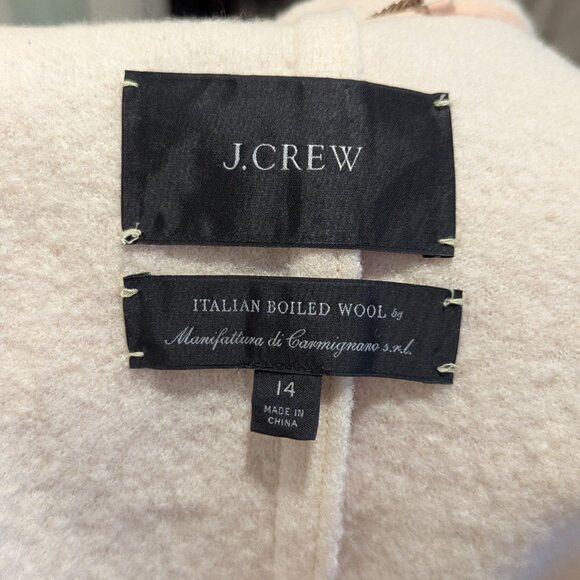 J.CREW
ITALIAN BOILED WOOL by
Manifattura di Carmignano s.r.l.
14
MADE IN
CHINA